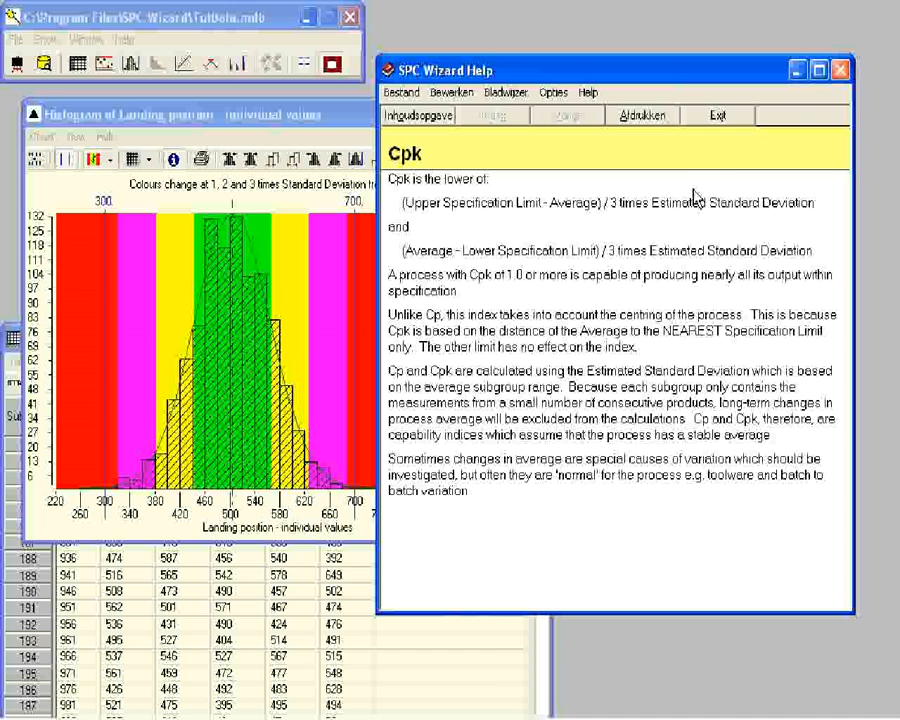 C:\Program Files\SPC Wizard\TutData.mdb
SPC Wizard Help
Bestand Bewerken Bladwijzer Opties Help
Inhoudsopgave Afdrukken Exit
Cpk
Cpk is the lower of:
(Upper Specification Limit - Average) / 3 times Estimated Standard Deviation
and
(Average - Lower Specification Limit) / 3 times Estimated Standard Deviation
A process with Cpk of 1.0 or more is capable of producing nearly all its output within
specification
Unlike Cp, this index takes into account the centring of the process This is because
Cpk is based on the distance of the Average to the NEAREST Specification Limit
only. The other limit has no effect on the index.
Cp and Cpk are calculated using the Estimated Standard Deviation which is based
on the average subgroup range. Because each subgroup only contains the
measurements from a small number of consecutive products, long-term changes in
process average will be excluded from the calculations Cp and Cpk, therefore, are
capability indices which assume that the process has a stable average
Sometimes changes in average are special causes of variation which should be
investigated, but often they are 'normal' for the process e.g. toolware and batch to
batch variation
Histogram of Landing position - individual values
Colours change at 1, 2 and 3 times Standard Deviation
300. 700.
132
125
118
111
104
97
90
83
76
69
62
55
48
41
34
27
20
13
6
220 300 380 460 540 620 700
260 340 420 500 580 660
Landing position - individual values
188 936 474 587 456 540 392
189 941 516 565 542 578 649
190 946 508 473 490 457 502
191 951 562 501 571 467 474
192 956 536 431 490 424 476
193 961 495 527 404 514 491
194 966 537 546 527 567 515
195 971 561 459 472 477 548
196 976 426 448 492 483 628
197 981 521 475 395 495 470